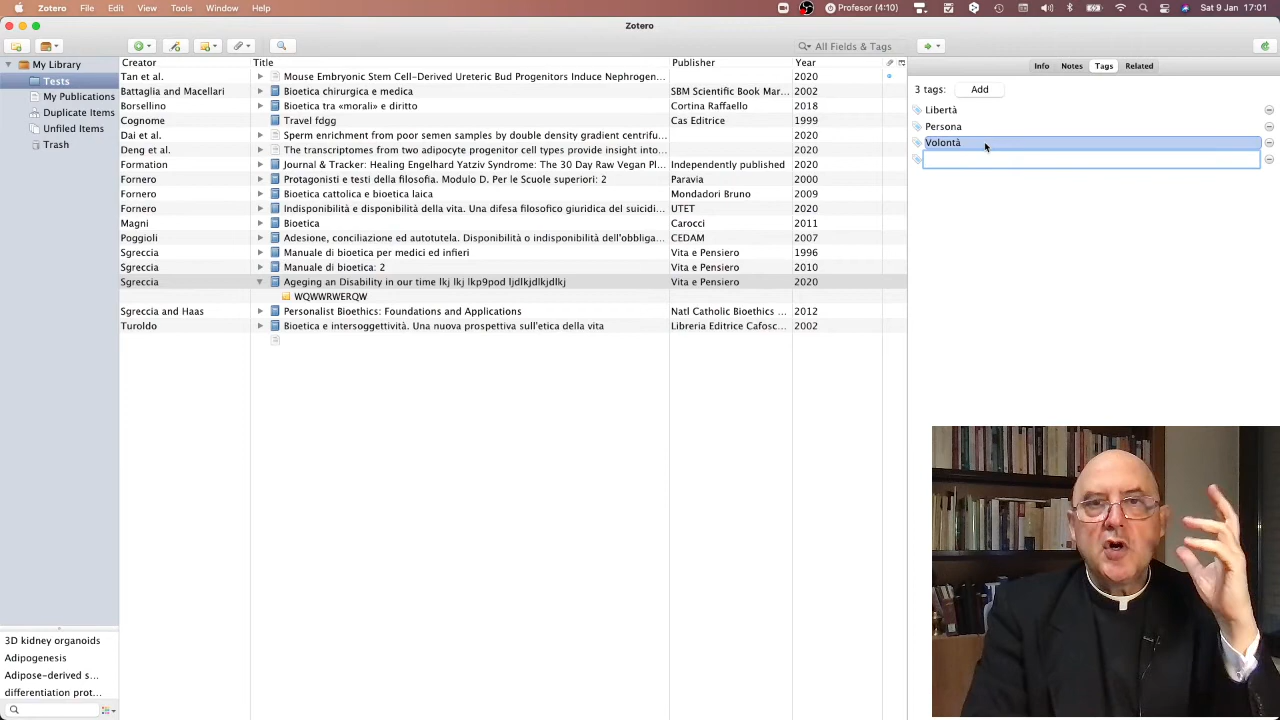 Zotero File Edit View Tools Window Help Profesor (4:10) Sat 9 Jan 17:01
Zotero
All Fields & Tags
My Library
Tests
My Publications
Duplicate Items
Unfiled Items
Trash
Creator Title Publisher Year
Tan et al. Mouse Embryonic Stem Cell-Derived Ureteric Bud Progenitors Induce Nephrogen... 2020
Battaglia and Macellari Bioetica chirurgica e medica SBM Scientific Book Mar... 2002
Borsellino Bioetica tra «morali» e diritto Cortina Raffaello 2018
Cognome Travel fdgg Cas Editrice 1999
Dai et al. Sperm enrichment from poor semen samples by double density gradient centrifu... 2020
Deng et al. The transcriptomes from two adipocyte progenitor cell types provide insight into... 2020
Formation Journal & Tracker: Healing Engelhard Yatziv Syndrome: The 30 Day Raw Vegan Pl... Independently published 2020
Fornero Protagonisti e testi della filosofia. Modulo D. Per le Scuole superiori: 2 Paravia 2000
Fornero Bioetica cattolica e bioetica laica Mondadori Bruno 2009
Fornero Indisponibilità e disponibilità della vita. Una difesa filosofico giuridica del suicidi... UTET 2020
Magni Bioetica Carocci 2011
Poggioli Adesione, conciliazione ed autotutela. Disponibilità o indisponibilità dell'obbliga... CEDAM 2007
Sgreccia Manuale di bioetica per medici ed infieri Vita e Pensiero 1996
Sgreccia Manuale di bioetica: 2 Vita e Pensiero 2010
Sgreccia Ageging an Disability in our time lkj lkj lkp9pod ljdlkjdlkjdlkj Vita e Pensiero 2020
WQWWRWERQW
Sgreccia and Haas Personalist Bioethics: Foundations and Applications Natl Catholic Bioethics ... 2012
Turoldo Bioetica e intersoggettività. Una nuova prospettiva sull'etica della vita Libreria Editrice Cafosc... 2002
3D kidney organoids
Adipogenesis
Adipose-derived s...
differentiation prot...
Info Notes Tags Related
3 tags: Add
Libertà
Persona
Volontà